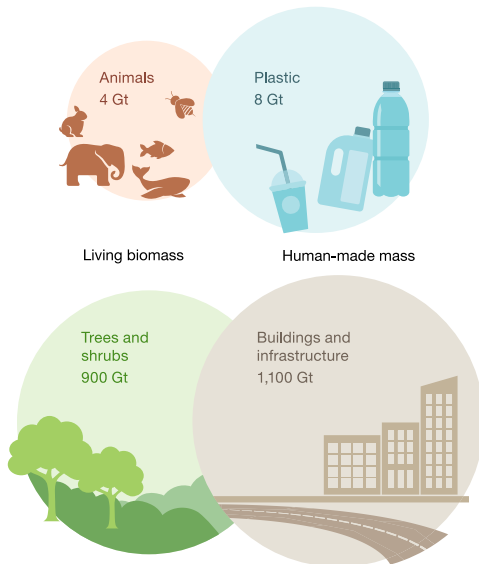 Animals
4 Gt
Plastic
8 Gt
Living biomass
Human-made mass
Trees and
shrubs
900 Gt
Buildings and
infrastructure
1,100 Gt